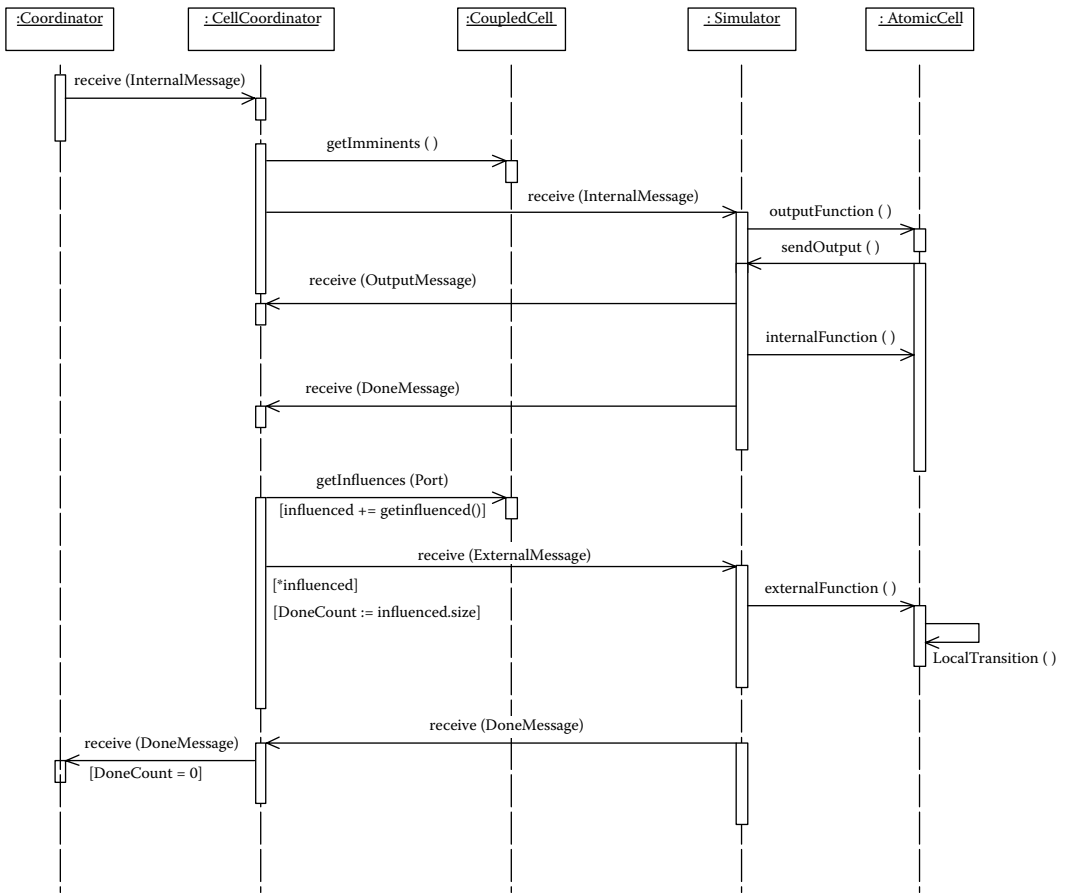 :Coordinator
: CellCoordinator
:CoupledCell
: Simulator
: AtomicCell
receive (InternalMessage)
getImminents ( )
receive (InternalMessage)
outputFunction ( )
sendOutput ( )
receive (OutputMessage)
internalFunction ( )
receive (DoneMessage)
getInfluences (Port)
[influenced += getinfluenced()]
receive (ExternalMessage)
[*influenced]
externalFunction ( )
[DoneCount := influenced.size]
LocalTransition ( )
receive (DoneMessage)
receive (DoneMessage)
[DoneCount = 0]